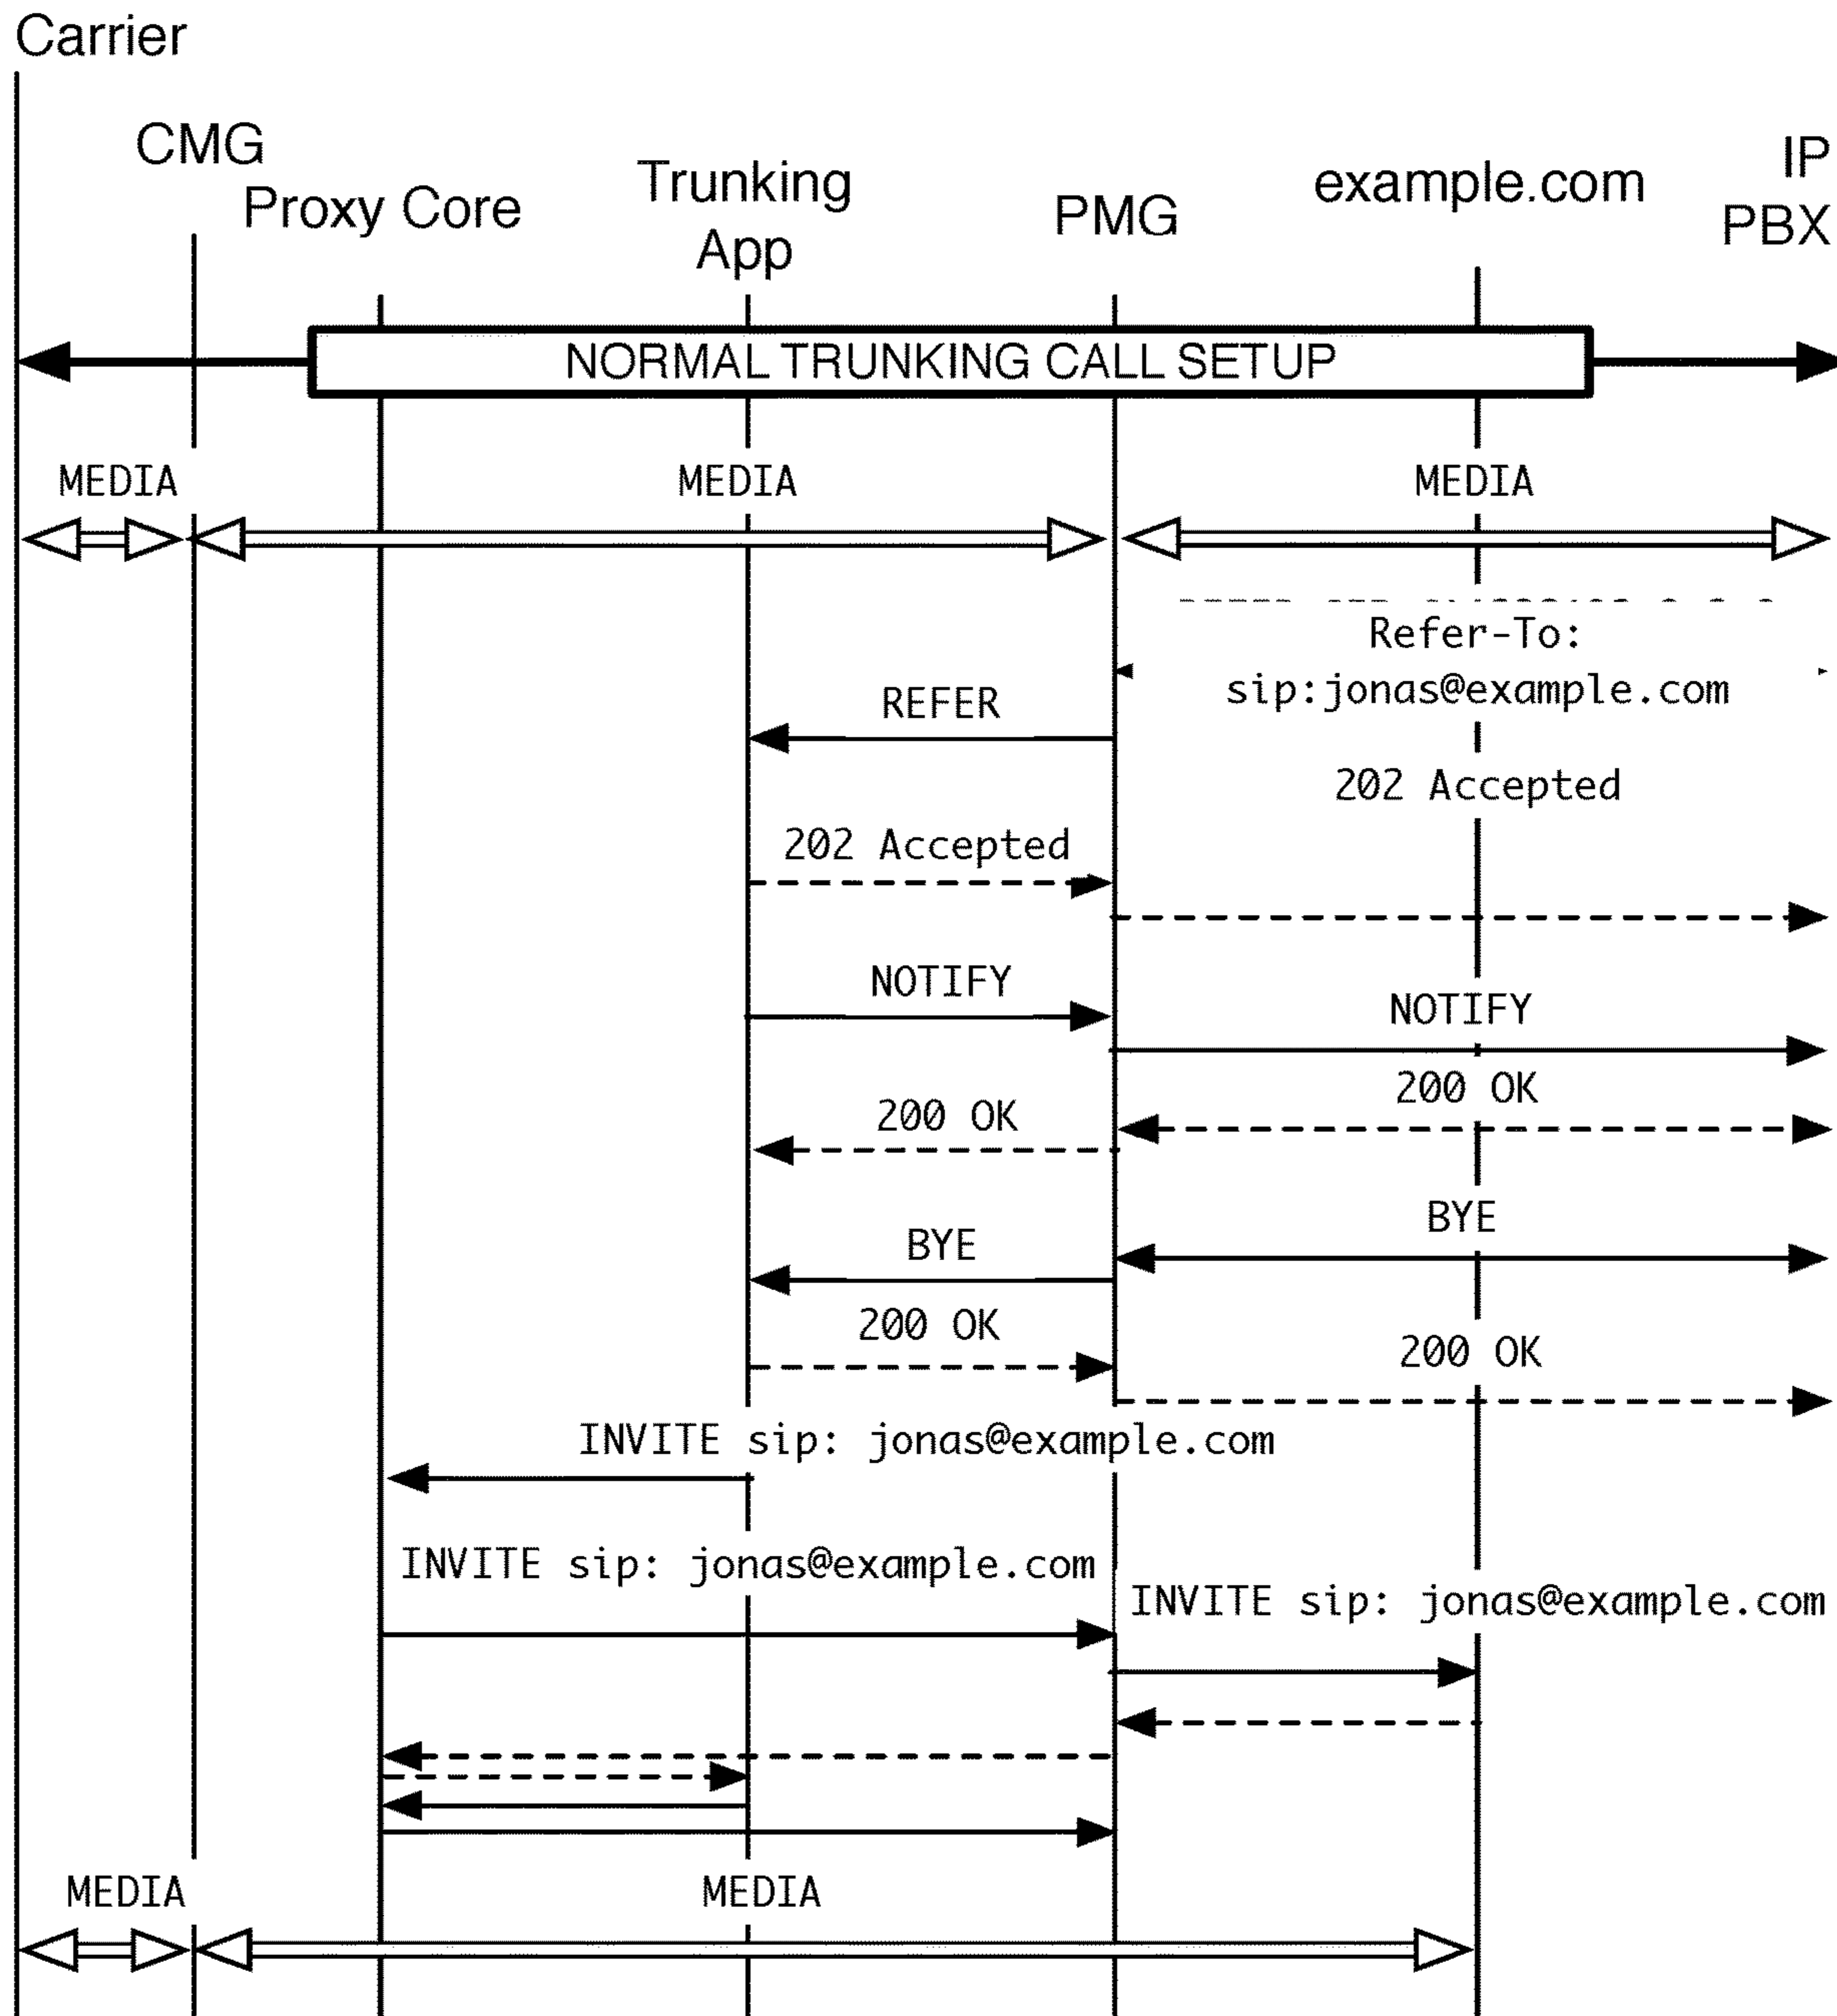 Carrier
CMG
Proxy Core
Trunking
App
PMG
example.com
IP
PBX
NORMAL TRUNKING CALL SETUP
MEDIA
MEDIA
MEDIA
Refer-To:
sip:jonas@example.com
REFER
202 Accepted
202 Accepted
NOTIFY
NOTIFY
200 OK
200 OK
BYE
BYE
200 OK
200 OK
INVITE sip: jonas@example.com
INVITE sip: jonas@example.com
INVITE sip: jonas@example.com
MEDIA
MEDIA